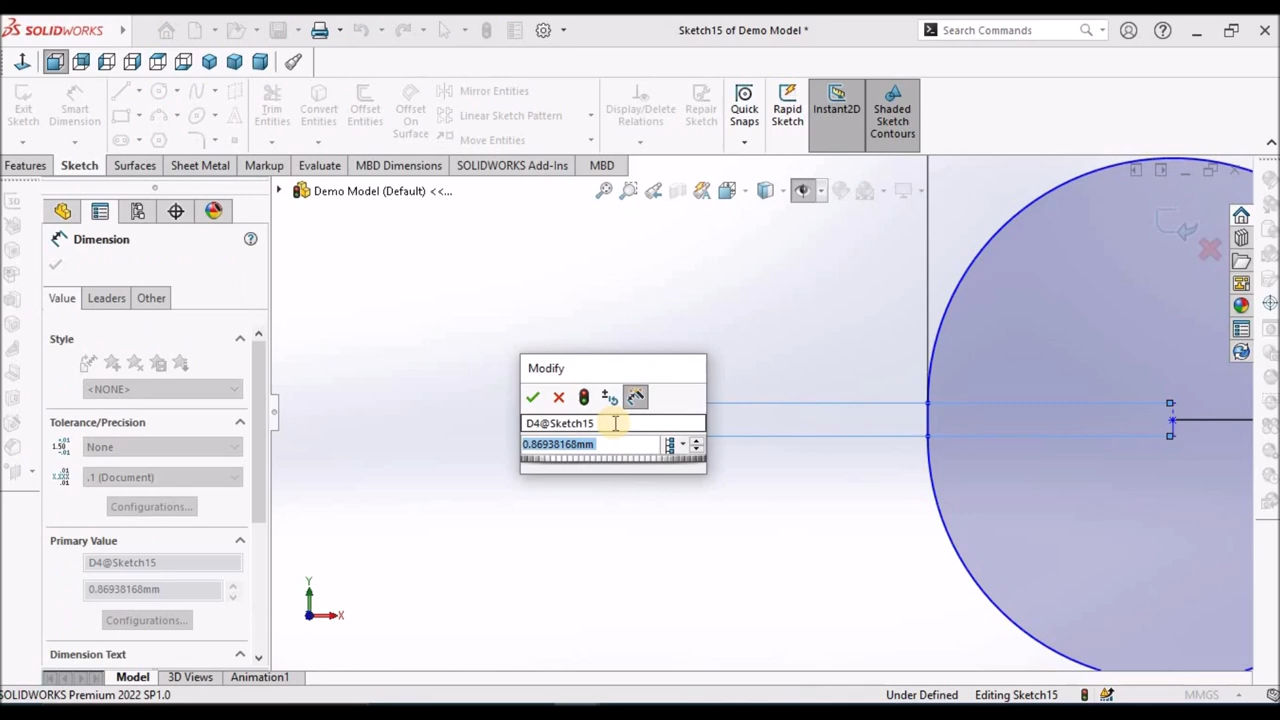 SOLIDWORKS
Sketch15 of Demo Model *
Search Commands
Exit Sketch
Smart Dimension
Trim Entities
Convert Entities
Offset Entities
Offset On Surface
Mirror Entities
Linear Sketch Pattern
Move Entities
Display/Delete Relations
Repair Sketch
Quick Snaps
Rapid Sketch
Instant2D
Shaded Sketch Contours
Features
Sketch
Surfaces
Sheet Metal
Markup
Evaluate
MBD Dimensions
SOLIDWORKS Add-Ins
MBD
Demo Model (Default) <<...
Dimension
Value
Leaders
Other
Style
<NONE>
Tolerance/Precision
None
.1 (Document)
Configurations...
Primary Value
D4@Sketch15
0.86938168mm
Configurations...
Dimension Text
Modify
D4@Sketch15
0.86938168mm
Y
X
Model
3D Views
Animation1
SOLIDWORKS Premium 2022 SP1.0
Under Defined
Editing Sketch15
MMGS